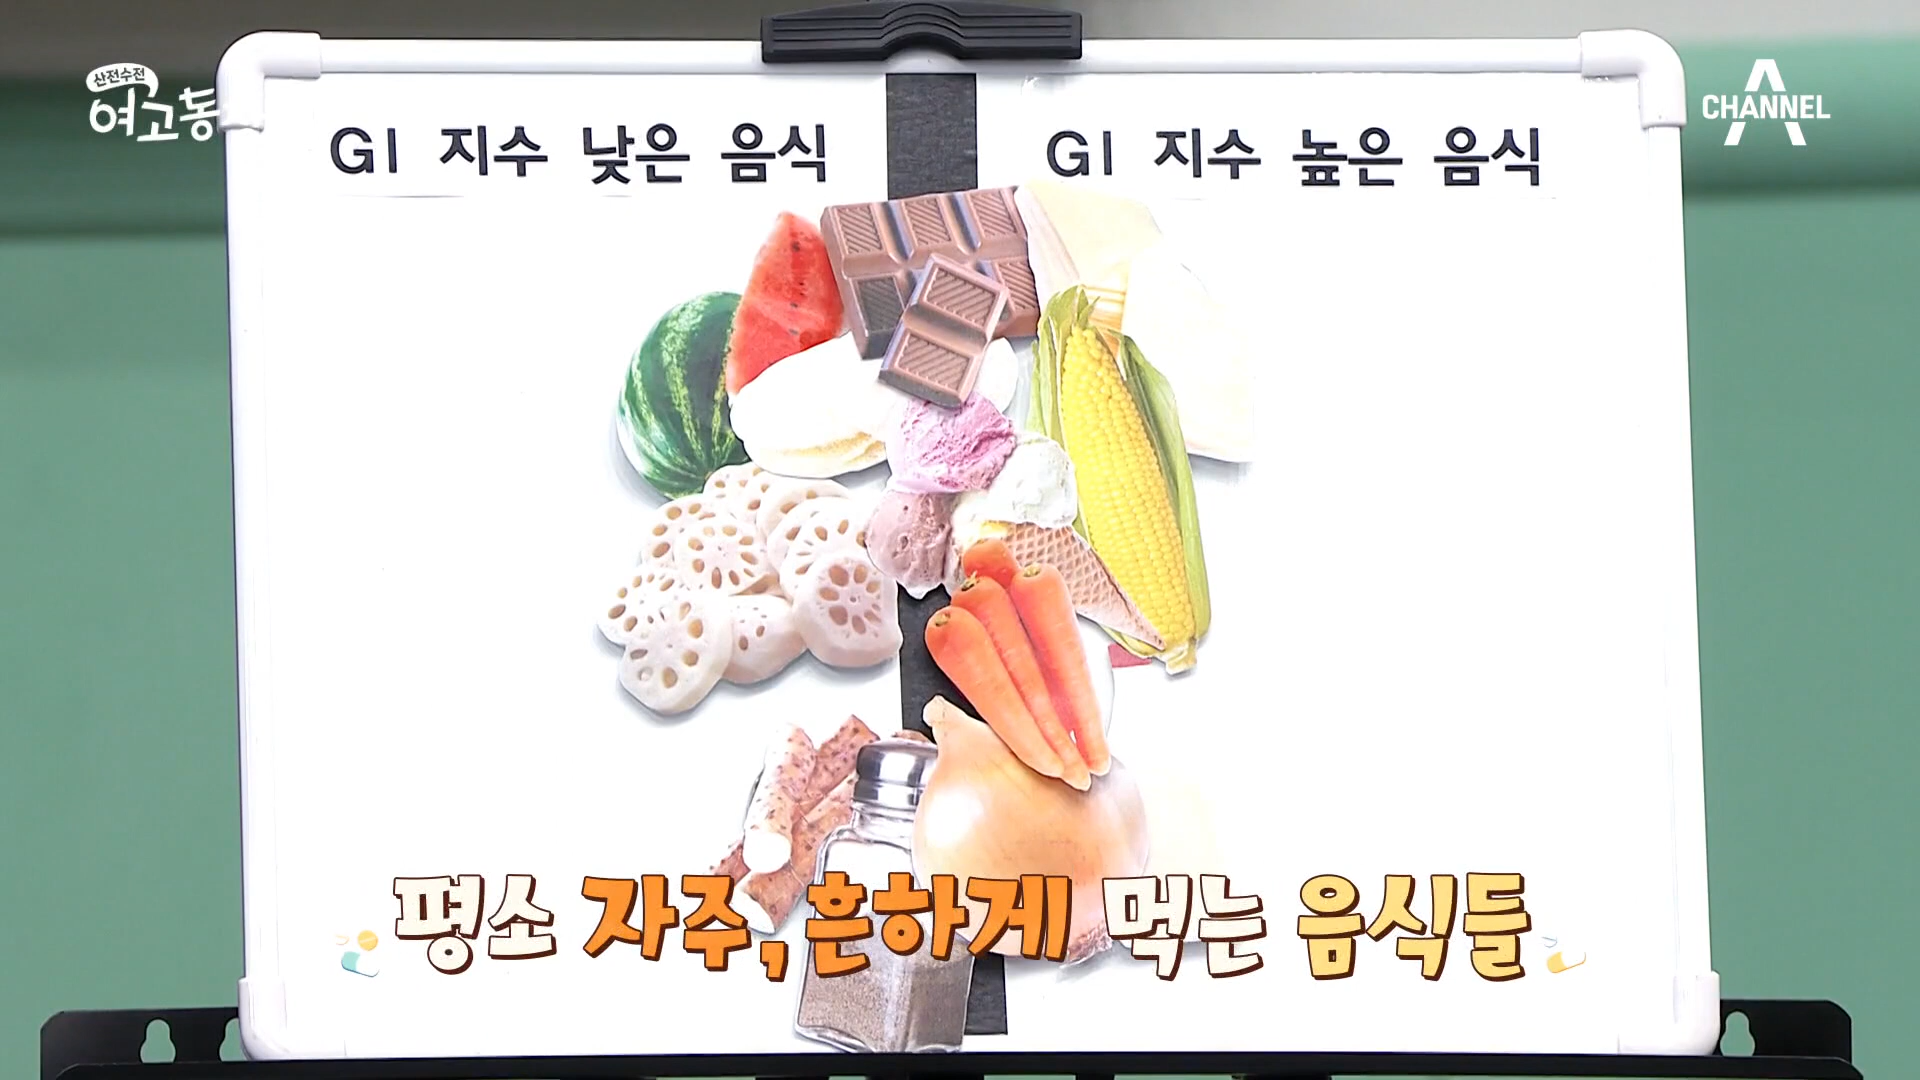 산전수전
여고동
CHANNEL A
GI 지수 낮은 음식
GI 지수 높은 음식
평소 자주, 흔하게 먹는 음식들